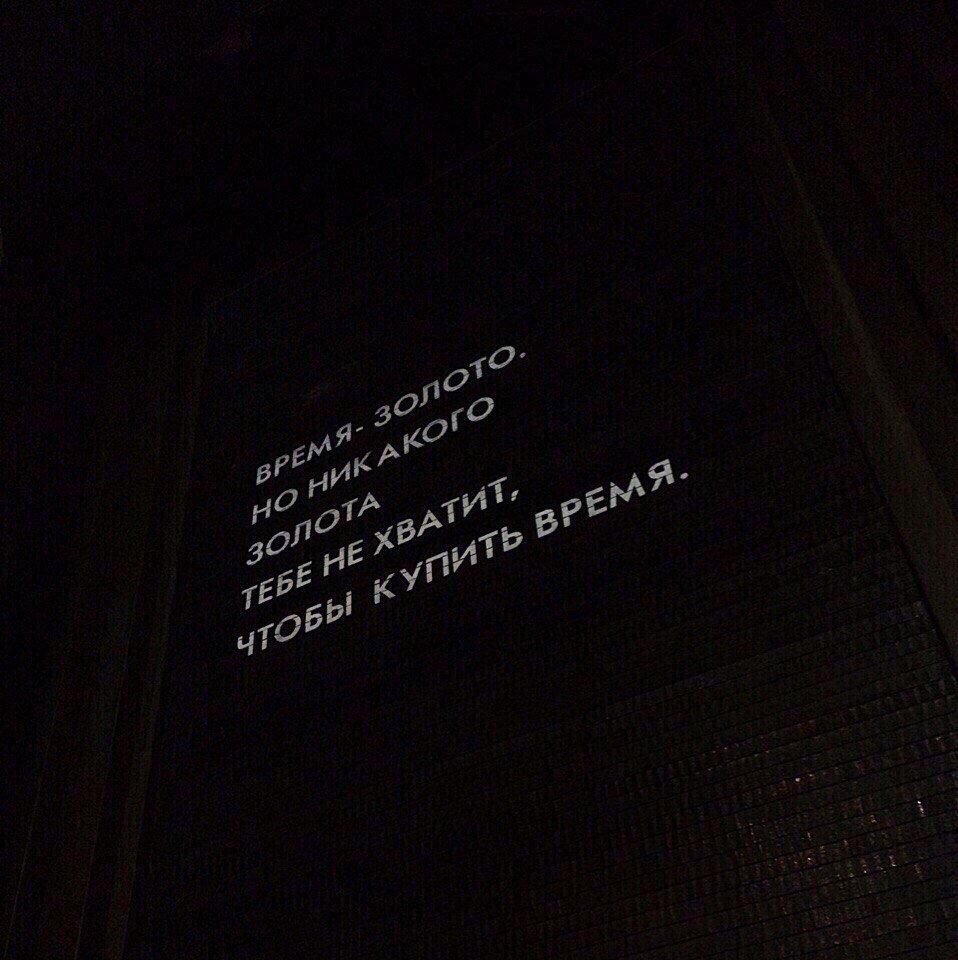 ВРЕМЯ- ЗОЛОТО.
НО НИКАКОГО
ЗОЛОТА
ТЕБЕ НЕ ХВАТИТ,
ЧТОБЫ КУПИТЬ ВРЕМЯ.